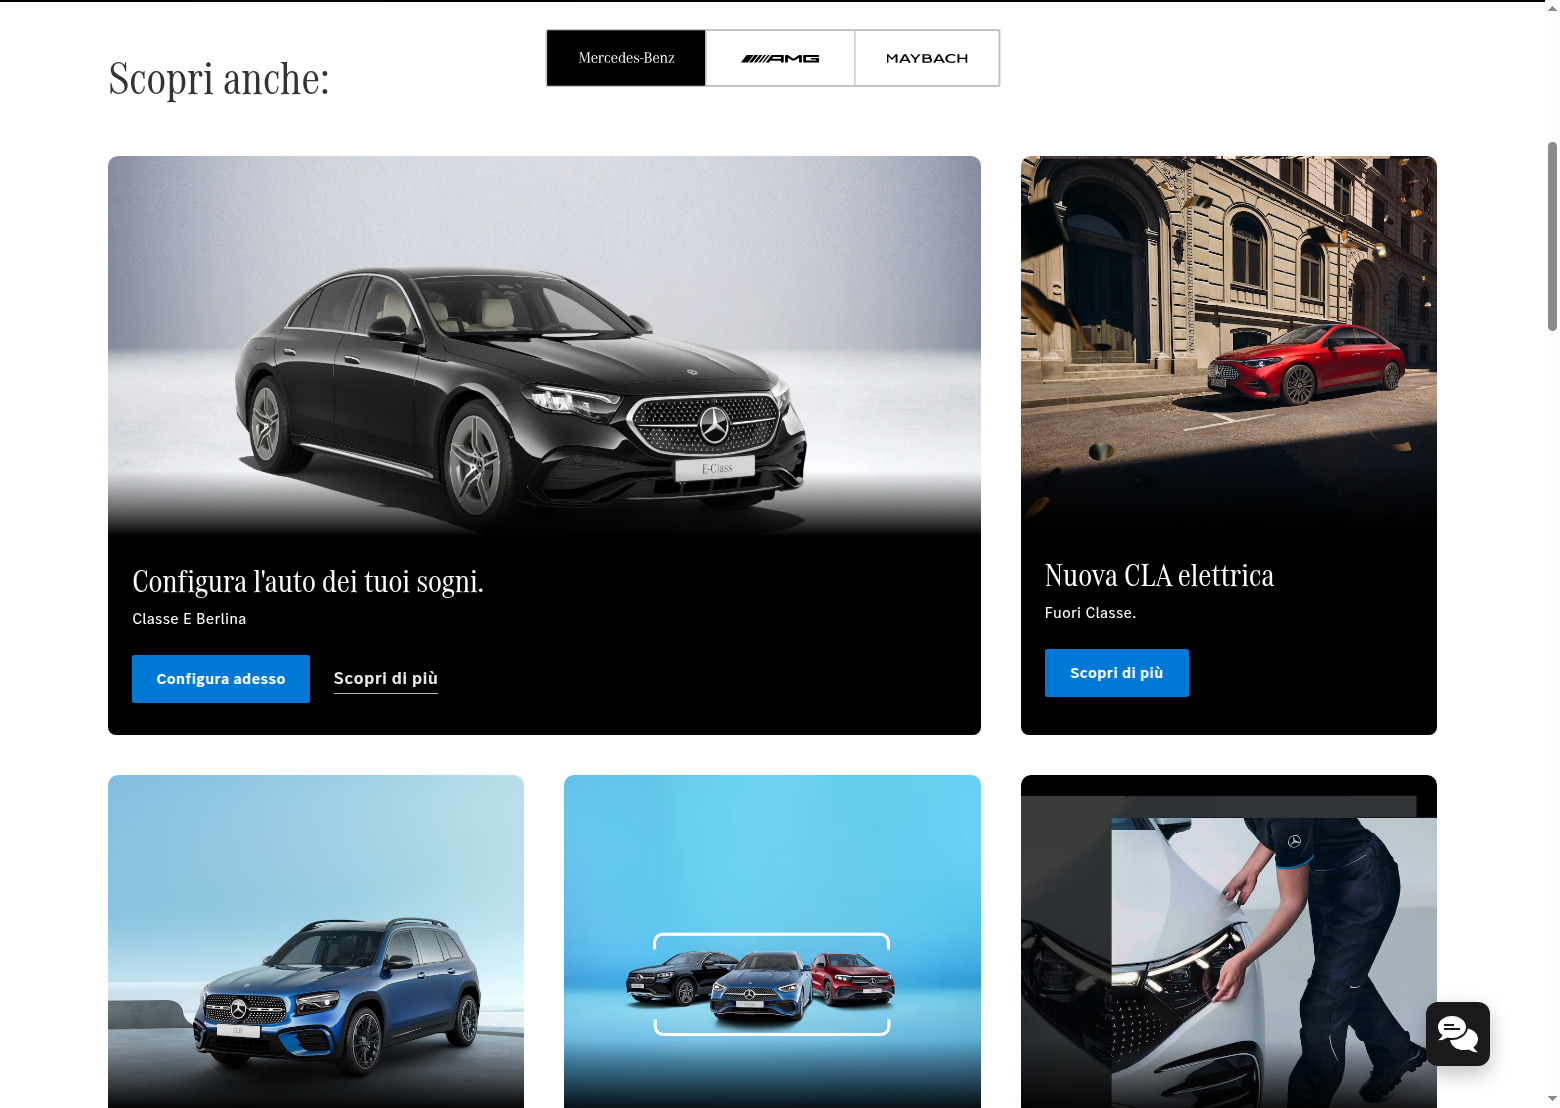 Scopri anche:
Mercedes-Benz
AMG
MAYBACH
E-Class
Configura l'auto dei tuoi sogni.
Classe E Berlina
Configura adesso
Scopri di più
Nuova CLA elettrica
Fuori Classe.
Scopri di più